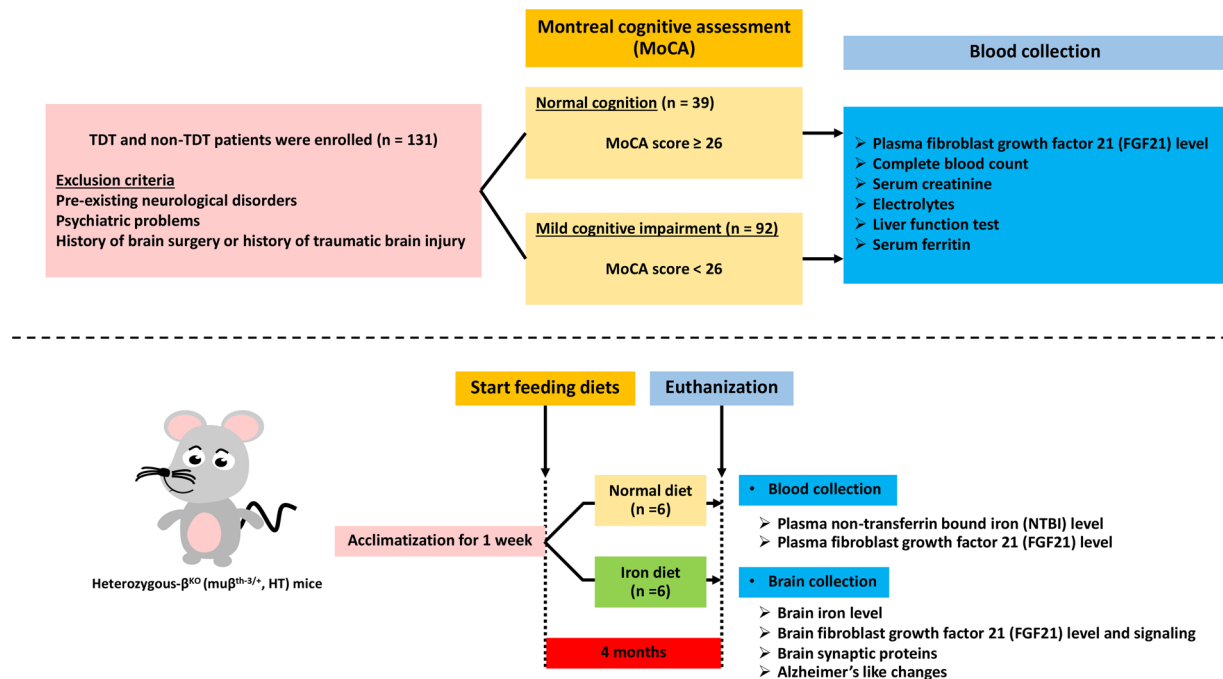 Montreal cognitive assessment
(MoCA)
Blood collection
TDT and non-TDT patients were enrolled (n = 131)
Exclusion criteria
Pre-existing neurological disorders
Psychiatric problems
History of brain surgery or history of traumatic brain injury
Normal cognition (n = 39)
MoCA score ≥ 26
Mild cognitive impairment (n = 92)
MoCA score < 26
➢ Plasma fibroblast growth factor 21 (FGF21) level
➢ Complete blood count
➢ Serum creatinine
➢ Electrolytes
➢ Liver function test
➢ Serum ferritin
Start feeding diets
Euthanization
Heterozygous-β^KO (muβ^th-3/+, HT) mice
Acclimatization for 1 week
Normal diet
(n =6)
Iron diet
(n =6)
4 months
• Blood collection
➢ Plasma non-transferrin bound iron (NTBI) level
➢ Plasma fibroblast growth factor 21 (FGF21) level
• Brain collection
➢ Brain iron level
➢ Brain fibroblast growth factor 21 (FGF21) level and signaling
➢ Brain synaptic proteins
➢ Alzheimer's like changes